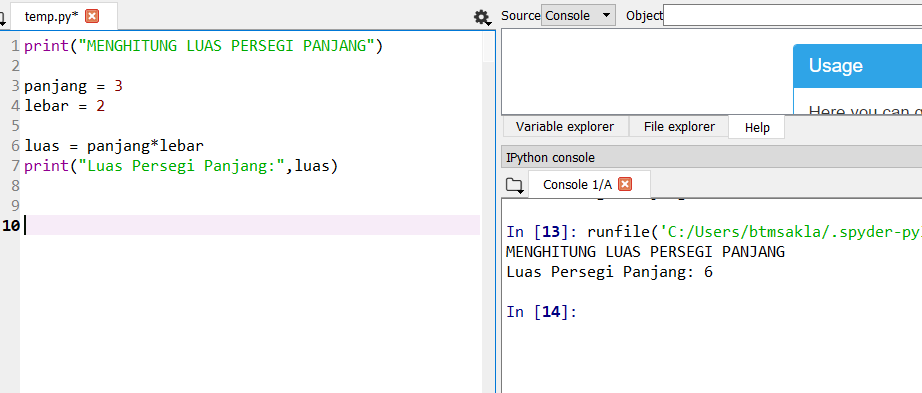 temp.py*
1 print("MENGHITUNG LUAS PERSEGI PANJANG")
2
3 panjang = 3
4 lebar = 2
5
6 luas = panjang*lebar
7 print("Luas Persegi Panjang:",luas)
8
9
10
Source Console Object
Usage
Here you can
Variable explorer File explorer Help
IPython console
Console 1/A
In [13]: runfile('C:/Users/btmsakla/.spyder-py
MENGHITUNG LUAS PERSEGI PANJANG
Luas Persegi Panjang: 6
In [14]: